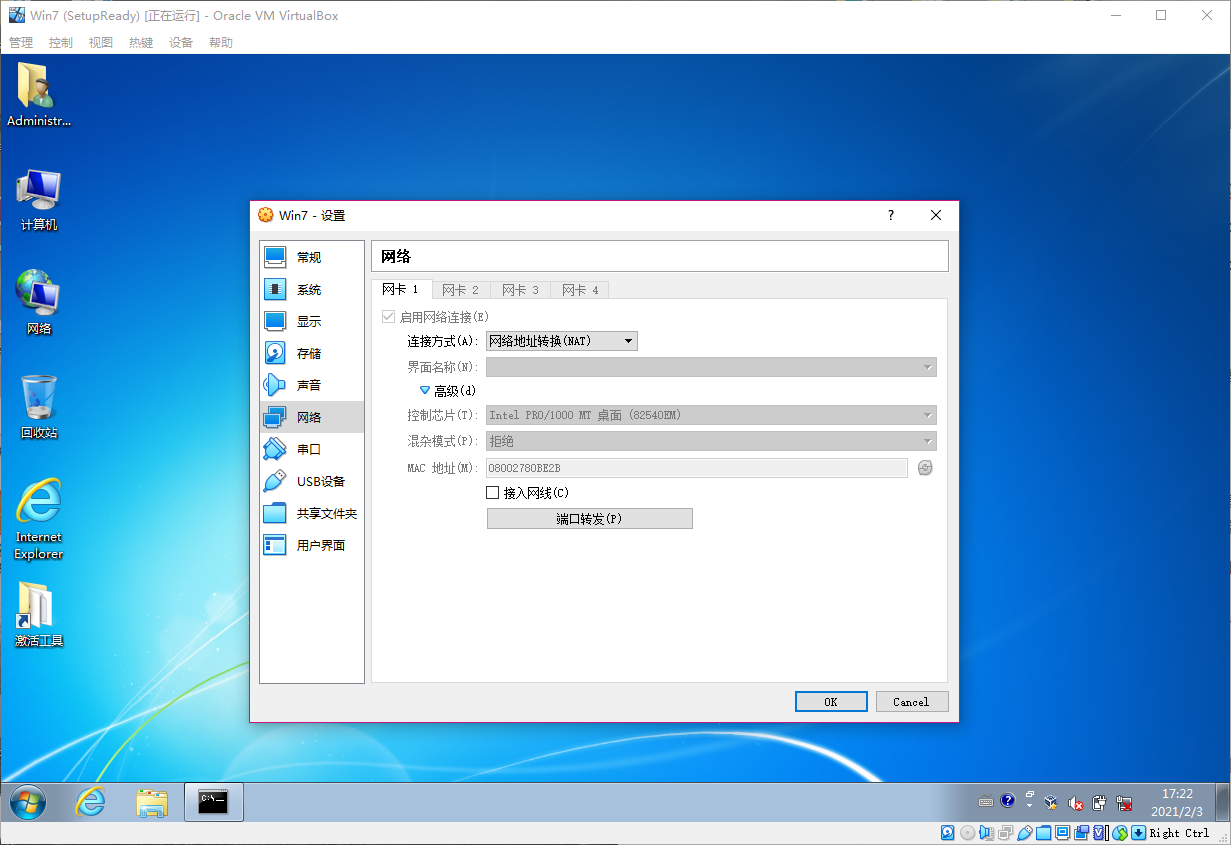 Win7 (SetupReady) [正在运行] - Oracle VM VirtualBox
管理 控制 视图 热键 设备 帮助
Administr...
计算机
网络
回收站
Internet
Explorer
激活工具
Win7 - 设置
常规
系统
显示
存储
声音
网络
串口
USB设备
共享文件夹
用户界面
网络
网卡 1 网卡 2 网卡 3 网卡 4
启用网络连接(E)
连接方式(A): 网络地址转换(NAT)
界面名称(N):
高级(d)
控制芯片(T): Intel PRO/1000 MT 桌面 (82540EM)
混杂模式(P): 拒绝
MAC 地址(M): 08002780BE2B
接入网线(C)
端口转发(P)
OK Cancel
C:\_
17:22
2021/2/3
Right Ctrl